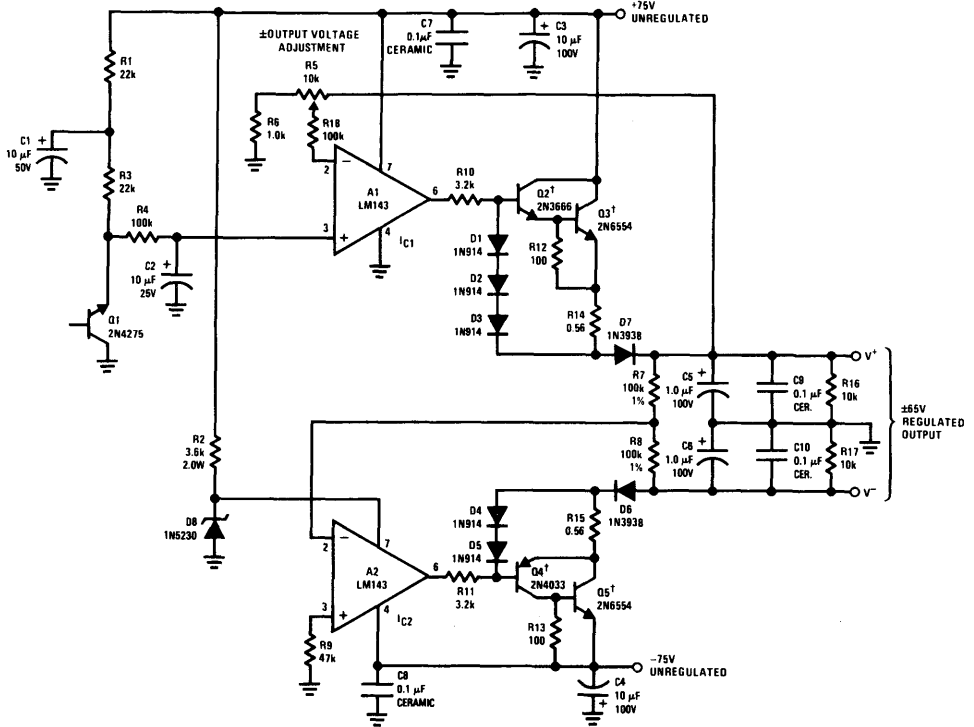 +75V
UNREGULATED
C7
0.1µF
CERAMIC
+
C3
10 µF
100V
±OUTPUT VOLTAGE
ADJUSTMENT
R1
22k
R5
10k
R6
1.0k
R18
100k
C1
+
10 µF
50V
R3
22k
R4
100k
+
C2
10 µF
25V
Q1
2N4275
2
−
7
A1
LM143
6
3
+
4
IC1
R10
3.2k
Q2†
2N3666
Q3†
2N6554
R12
100
D1
1N914
D2
1N914
D3
1N914
R14
0.56
D7
1N3938
V+
R7
100k
1%
C5
+
1.0 µF
100V
C9
0.1 µF
CER.
R16
10k
±65V
REGULATED
OUTPUT
R8
100k
1%
C6
+
1.0 µF
100V
C10
0.1 µF
CER.
R17
10k
V−
R2
3.6k
2.0W
D8
1N5230
D4
1N914
D5
1N914
R15
0.56
D6
1N3938
2
−
7
A2
LM143
6
3
+
4
IC2
R11
3.2k
Q4†
2N4033
Q5†
2N6554
R13
100
R9
47k
−75V
UNREGULATED
C8
0.1 µF
CERAMIC
C4
10 µF
100V
+